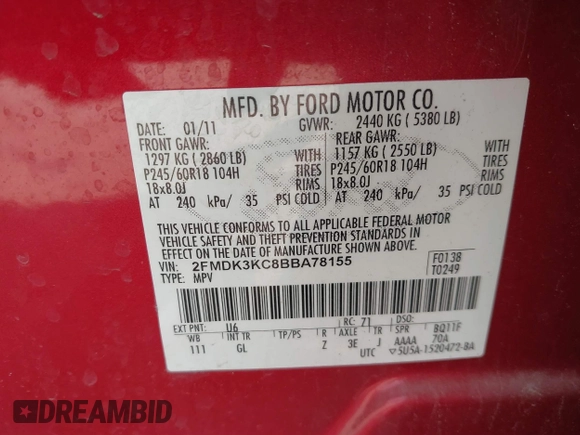 MFD. BY FORD MOTOR CO.
DATE: 01/11 GVWR: 2440 KG ( 5380 LB)
FRONT GAWR: REAR GAWR:
1297 KG ( 2860 LB) WITH 1157 KG ( 2550 LB) WITH
P245/60R18 104H TIRES P245/60R18 104H TIRES
18x8.0J RIMS 18x8.0J RIMS
AT 240 kPa/ 35 PSI COLD AT 240 kPa/ 35 PSI COLD
THIS VEHICLE CONFORMS TO ALL APPLICABLE FEDERAL MOTOR
VEHICLE SAFETY AND THEFT PREVENTION STANDARDS IN
EFFECT ON THE DATE OF MANUFACTURE SHOWN ABOVE.
VIN: 2FMDK3KC8BBA78155 F0138
TYPE: MPV T0249
EXT PNT: U6 RC: 71 DSO:
WB INT TR TP/PS R AXLE TR SPR BQ11F
111 GL Z 3E J AAAA 70A
UTC 5U5A-1520472-BA
DREAMBID